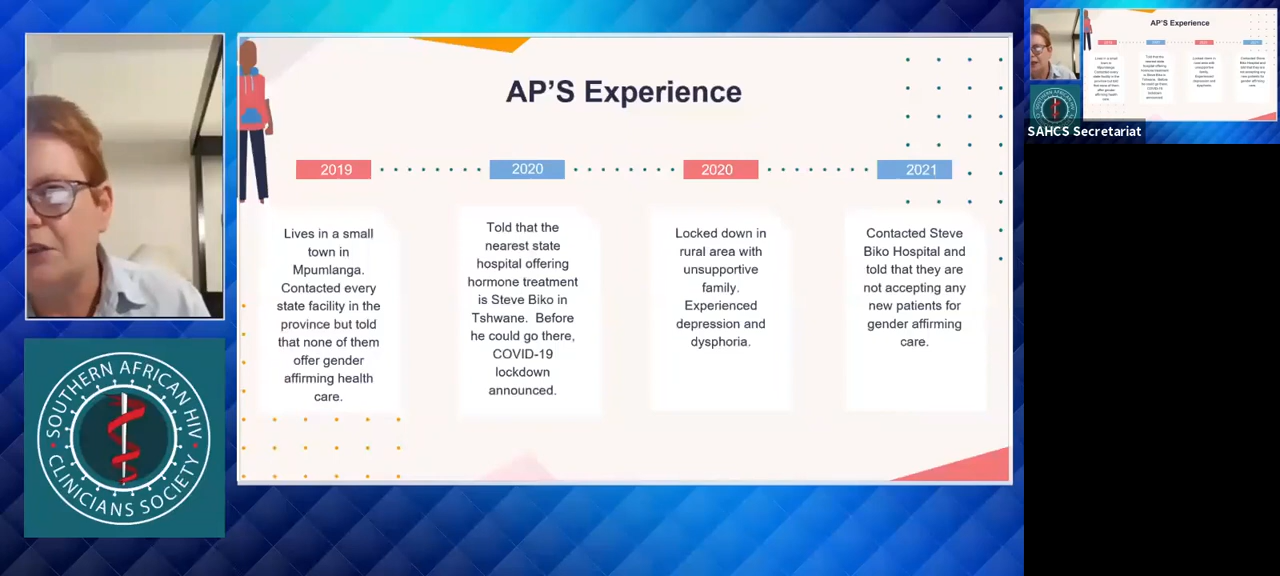 AP'S Experience
2019
2020
2020
2021
Lives in a small
town in
Mpumlanga.
Contacted every
state facility in the
province but told
that none of them
offer gender
affirming health
care.
Told that the
nearest state
hospital offering
hormone treatment
is Steve Biko in
Tshwane. Before
he could go there,
COVID-19
lockdown
announced.
Locked down in
rural area with
unsupportive
family.
Experienced
depression and
dysphoria.
Contacted Steve
Biko Hospital and
told that they are
not accepting any
new patients for
gender affirming
care.
SOUTHERN AFRICAN HIV
CLINICIANS SOCIETY
AP'S Experience
SAHCS Secretariat